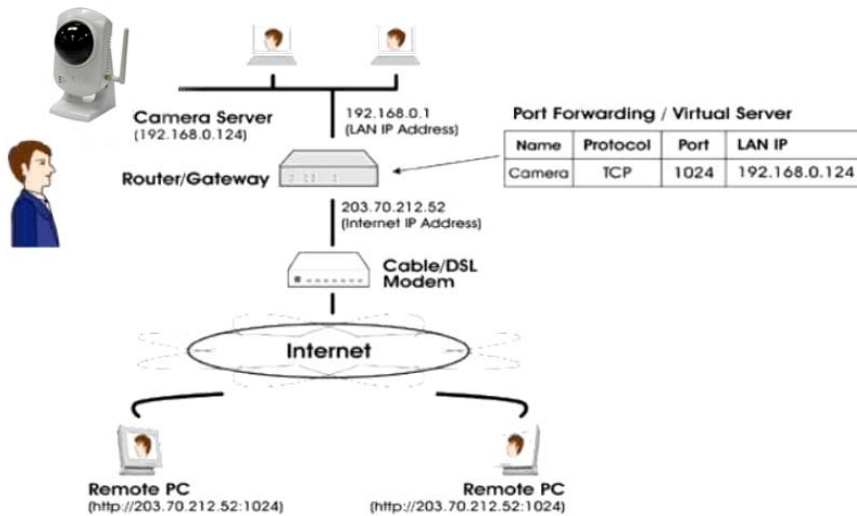 Camera Server
(192.168.0.124)
192.168.0.1
(LAN IP Address)
Port Forwarding / Virtual Server
Name Protocol Port LAN IP
Camera TCP 1024 192.168.0.124
Router/Gateway
203.70.212.52
(Internet IP Address)
Cable/DSL
Modem
Internet
Remote PC
(http://203.70.212.52:1024)
Remote PC
(http://203.70.212.52:1024)